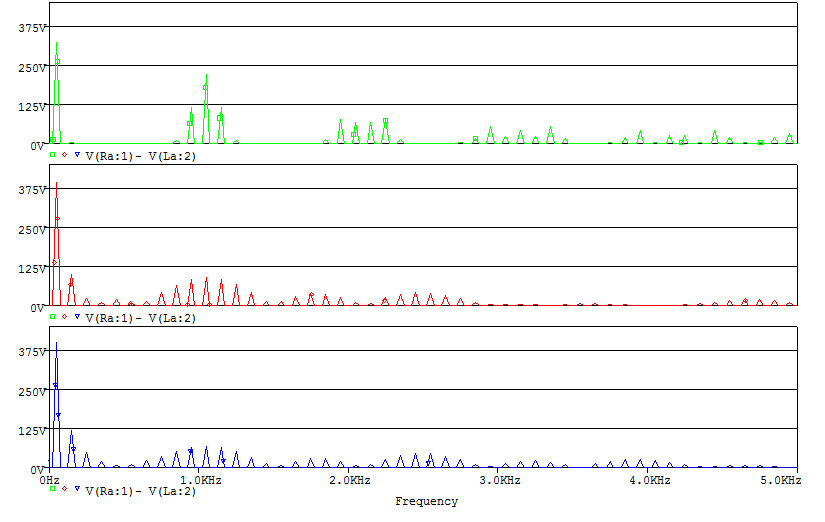 375V
250V
125V
0V
V(Ra:1)- V(La:2)
375V
250V
125V
0V
V(Ra:1)- V(La:2)
375V
250V
125V
0V
0Hz 1.0KHz 2.0KHz 3.0KHz 4.0KHz 5.0KHz
V(Ra:1)- V(La:2)
Frequency